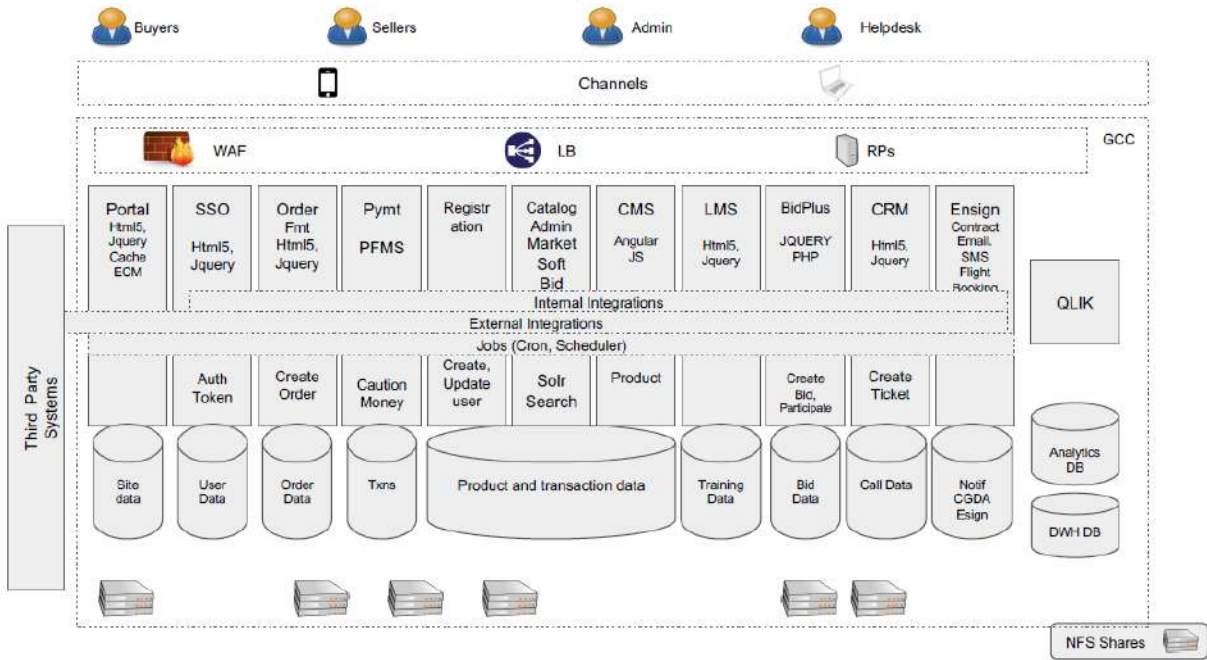 Buyers
Sellers
Admin
Helpdesk
Channels
WAF
LB
RPs
GCC
Portal
Html5,
Jquery
Cache
ECM
SSO
Html5,
Jquery
Order
Fmt
Html5,
Jquery
Pymt
PFMS
Registr
ation
Catalog
Admin
Market
Soft
Bid
CMS
Angular
JS
LMS
Html5,
Jquery
BidPlus
JQUERY
PHP
CRM
Html5,
Jquery
Ensign
Contract
Email.
SMS
Flight
Booking
Internal Integrations
External Integrations
Jobs (Cron, Scheduler)
QLIK
Third Party
Systems
Auth
Token
Create
Order
Caution
Money
Create,
Update
user
Solr
Search
Product
Create
Bid,
Participate
Create
Ticket
Site
data
User
Data
Order
Data
Txns
Product and transaction data
Training
Data
Bid
Data
Call Data
Notif
CGDA
Esign
Analytics
DB
DWH DB
NFS Shares